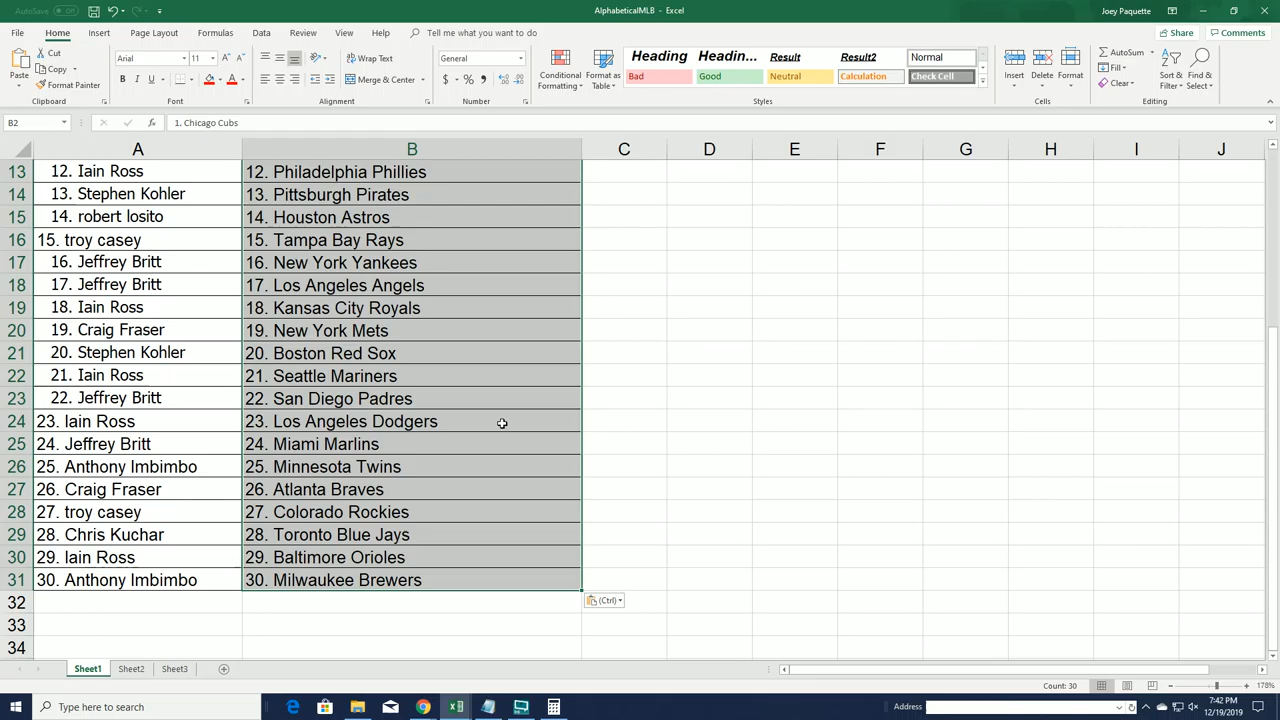 AutoSave Off
AlphabeticalMLB - Excel
Joey Paquette
File Home Insert Page Layout Formulas Data Review View Help Tell me what you want to do Share Comments
Paste Cut Copy Format Painter
Arial 11
B I U
Wrap Text
Merge & Center
General
$ % ,
Conditional Formatting Format as Table
Heading Headin... Result Result2 Normal
Bad Good Neutral Calculation Check Cell
Insert Delete Format
AutoSum Fill Clear
Sort & Filter Find & Select
Clipboard Font Alignment Number Styles Cells Editing
B2 fx 1. Chicago Cubs
A B C D E F G H I J
13 12. Iain Ross 12. Philadelphia Phillies
14 13. Stephen Kohler 13. Pittsburgh Pirates
15 14. robert losito 14. Houston Astros
16 15. troy casey 15. Tampa Bay Rays
17 16. Jeffrey Britt 16. New York Yankees
18 17. Jeffrey Britt 17. Los Angeles Angels
19 18. Iain Ross 18. Kansas City Royals
20 19. Craig Fraser 19. New York Mets
21 20. Stephen Kohler 20. Boston Red Sox
22 21. Iain Ross 21. Seattle Mariners
23 22. Jeffrey Britt 22. San Diego Padres
24 23. Iain Ross 23. Los Angeles Dodgers
25 24. Jeffrey Britt 24. Miami Marlins
26 25. Anthony Imbimbo 25. Minnesota Twins
27 26. Craig Fraser 26. Atlanta Braves
28 27. troy casey 27. Colorado Rockies
29 28. Chris Kuchar 28. Toronto Blue Jays
30 29. Iain Ross 29. Baltimore Orioles
31 30. Anthony Imbimbo 30. Milwaukee Brewers
32 (Ctrl)
33
34
Sheet1 Sheet2 Sheet3
Count: 30 178%
Type here to search
Address
7:42 PM
12/19/2019